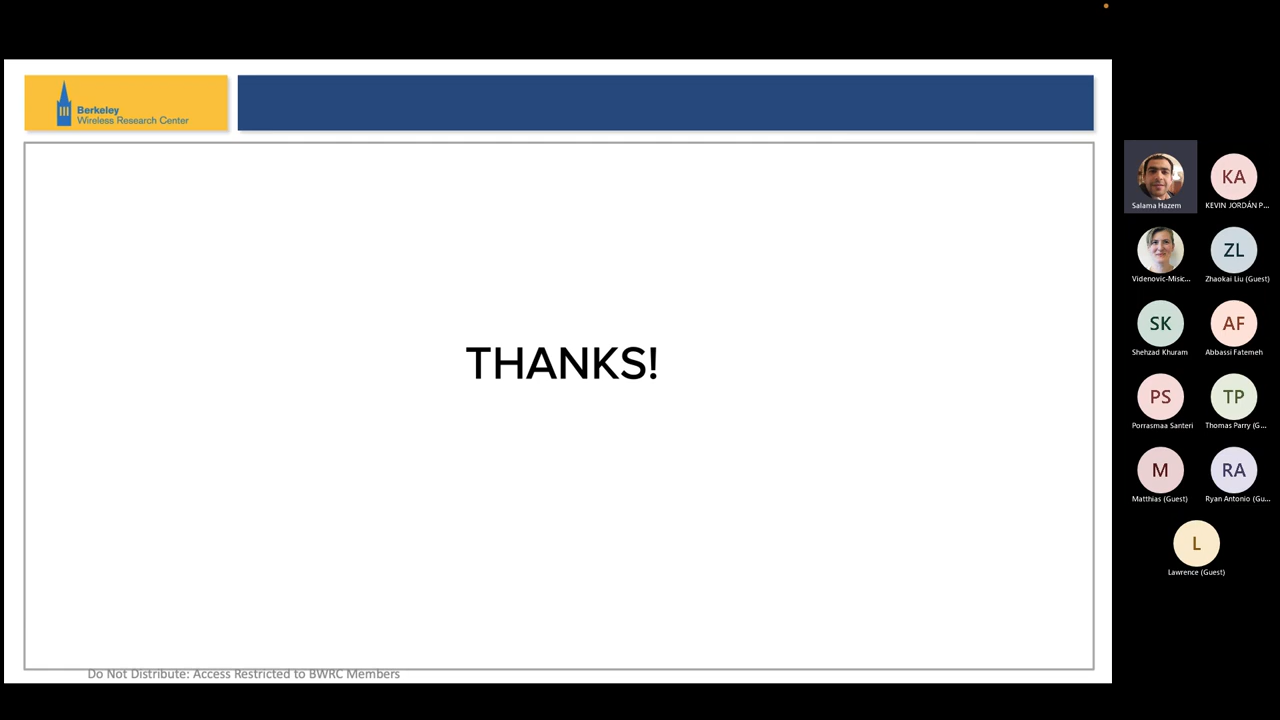 Berkeley
Wireless Research Center
THANKS!
Do Not Distribute: Access Restricted to BWRC Members
Salama Hazem
KA
KEVIN JORDÁN P...
Videnovic-Misic...
ZL
Zhaokai Liu (Guest)
SK
Shehzad Khuram
AF
Abbassi Fatemeh
PS
Porrasmaa Santeri
TP
Thomas Parry (G...
M
Matthias (Guest)
RA
Ryan Antonio (Gu...
L
Lawrence (Guest)